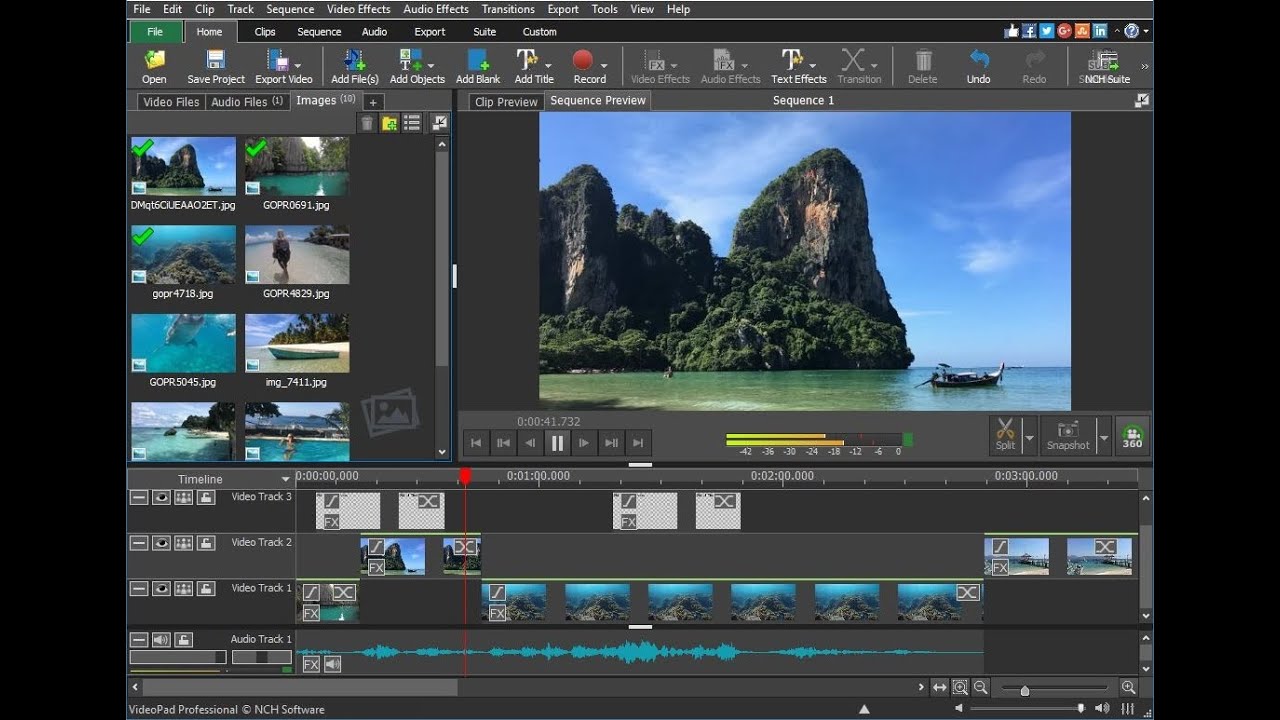 File Edit Clip Track Sequence Video Effects Audio Effects Transitions Export Tools View Help
File Home Clips Sequence Audio Export Suite Custom
Open Save Project Export Video Add File(s) Add Objects Add Blank Add Title Record Video Effects Audio Effects Text Effects Transition Delete Undo Redo NCH Suite
Video Files Audio Files (1) Images (10) + Clip Preview Sequence Preview Sequence 1
DMqt6CiUEAAO2ET.jpg GOPR0691.jpg
gopr4718.jpg GOPR4829.jpg
GOPR5045.jpg img_7411.jpg
0:00:41.732
-42 -36 -30 -24 -18 -12 -6 0
Split Snapshot 360
Timeline 0:00:00.000 0:01:00.000 0:02:00.000 0:03:00.000
Video Track 3
FX FX
Video Track 2
FX FX
Video Track 1
FX FX
Audio Track 1
FX
VideoPad Professional © NCH Software